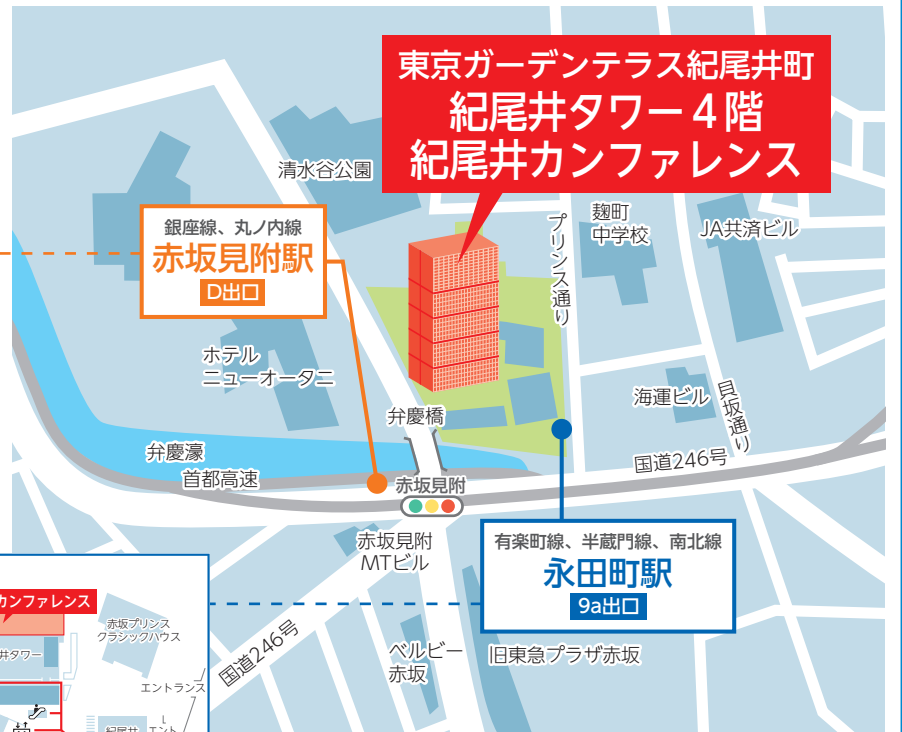 東京ガーデンテラス紀尾井町
紀尾井タワー4階
紀尾井カンファレンス
清水谷公園
プリンス通り
麹町
中学校
JA共済ビル
銀座線、丸ノ内線
赤坂見附駅
D出口
ホテル
ニューオータニ
海運ビル
貝坂通り
弁慶橋
弁慶濠
首都高速
国道246号
赤坂見附
赤坂見附
MTビル
有楽町線、半蔵門線、南北線
永田町駅
9a出口
国道246号
ベルビー
赤坂
旧東急プラザ赤坂
カンファレンス
赤坂プリンス
クラシックハウス
井タワー
エントランス
紀尾井
エント